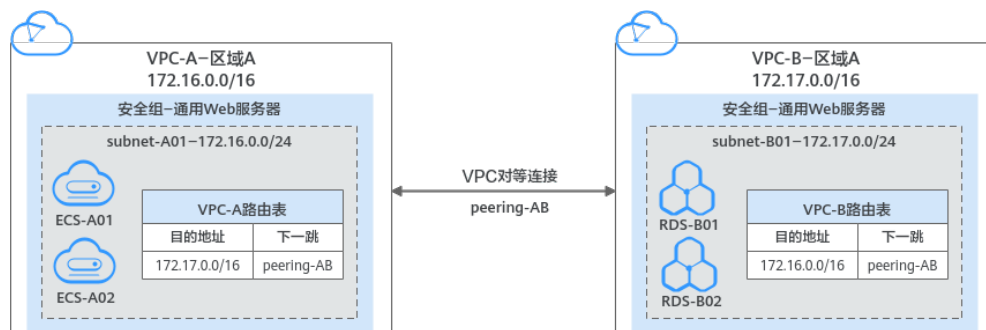 VPC-A–区域A
172.16.0.0/16
安全组–通用Web服务器
subnet-A01–172.16.0.0/24
ECS-A01
VPC-A路由表
目的地址 下一跳
172.17.0.0/16 peering-AB
ECS-A02
VPC对等连接
peering-AB
VPC-B–区域A
172.17.0.0/16
安全组–通用Web服务器
subnet-B01–172.17.0.0/24
RDS-B01
VPC-B路由表
目的地址 下一跳
172.16.0.0/16 peering-AB
RDS-B02